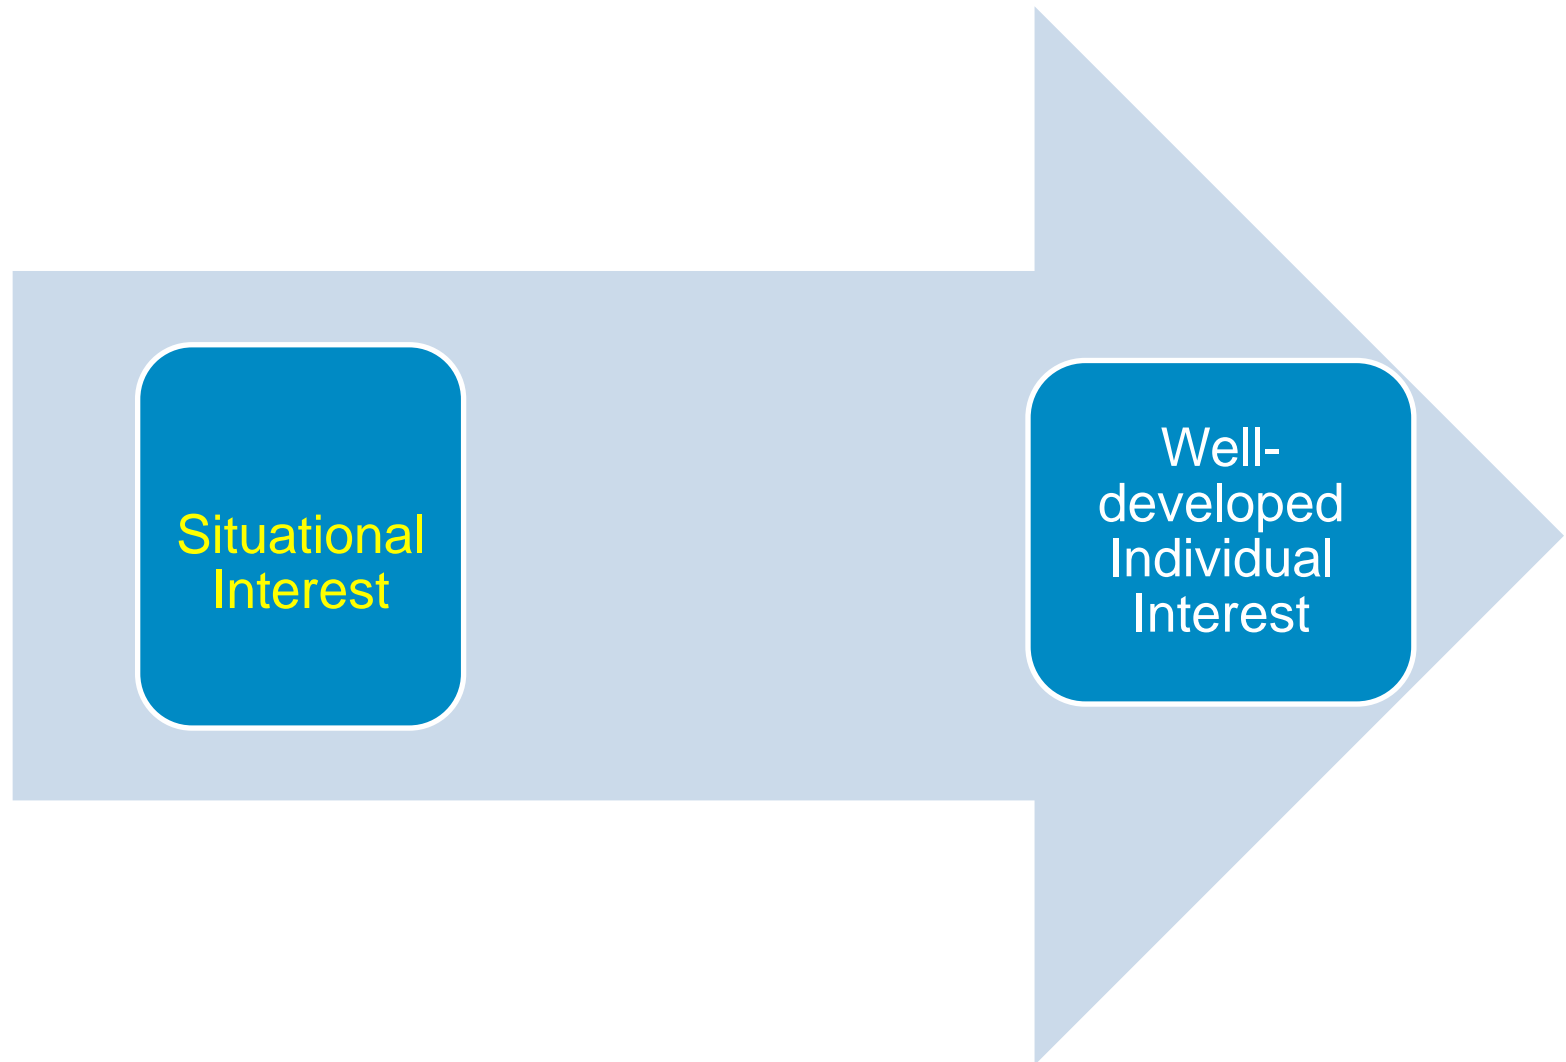 Situational
Interest
Well-
developed
Individual
Interest